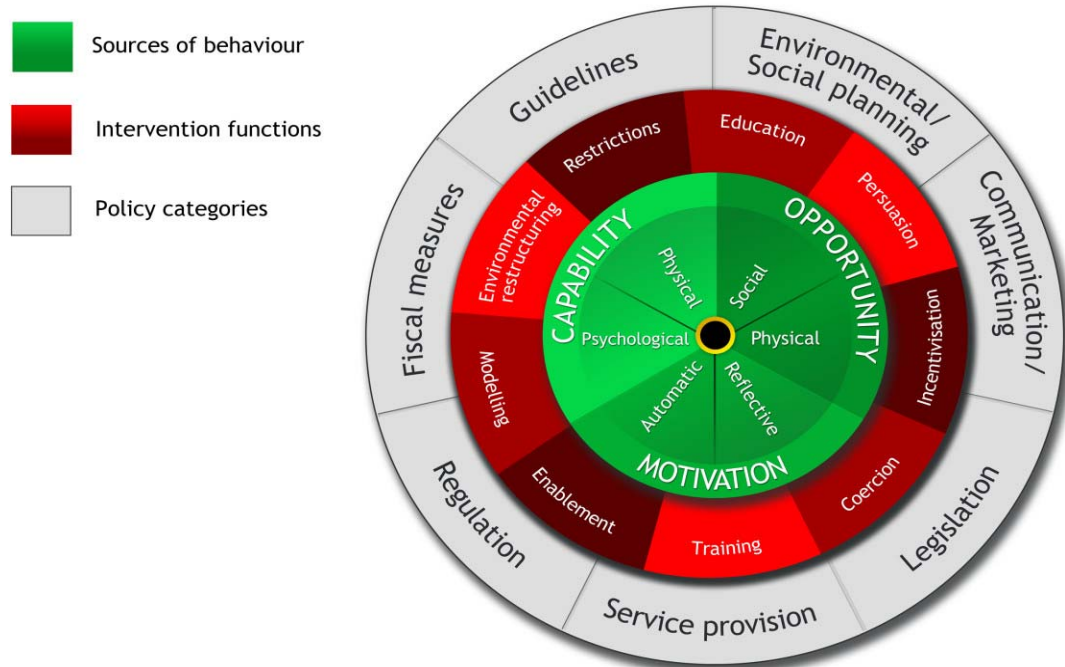 Sources of behaviour
Intervention functions
Policy categories
Guidelines
Environmental/
Social planning
Communication/
Marketing
Legislation
Service provision
Regulation
Fiscal measures
Restrictions
Education
Persuasion
Incentivisation
Coercion
Training
Enablement
Modelling
Environmental
restructuring
CAPABILITY
OPPORTUNITY
MOTIVATION
Physical
Social
Psychological
Physical
Automatic
Reflective